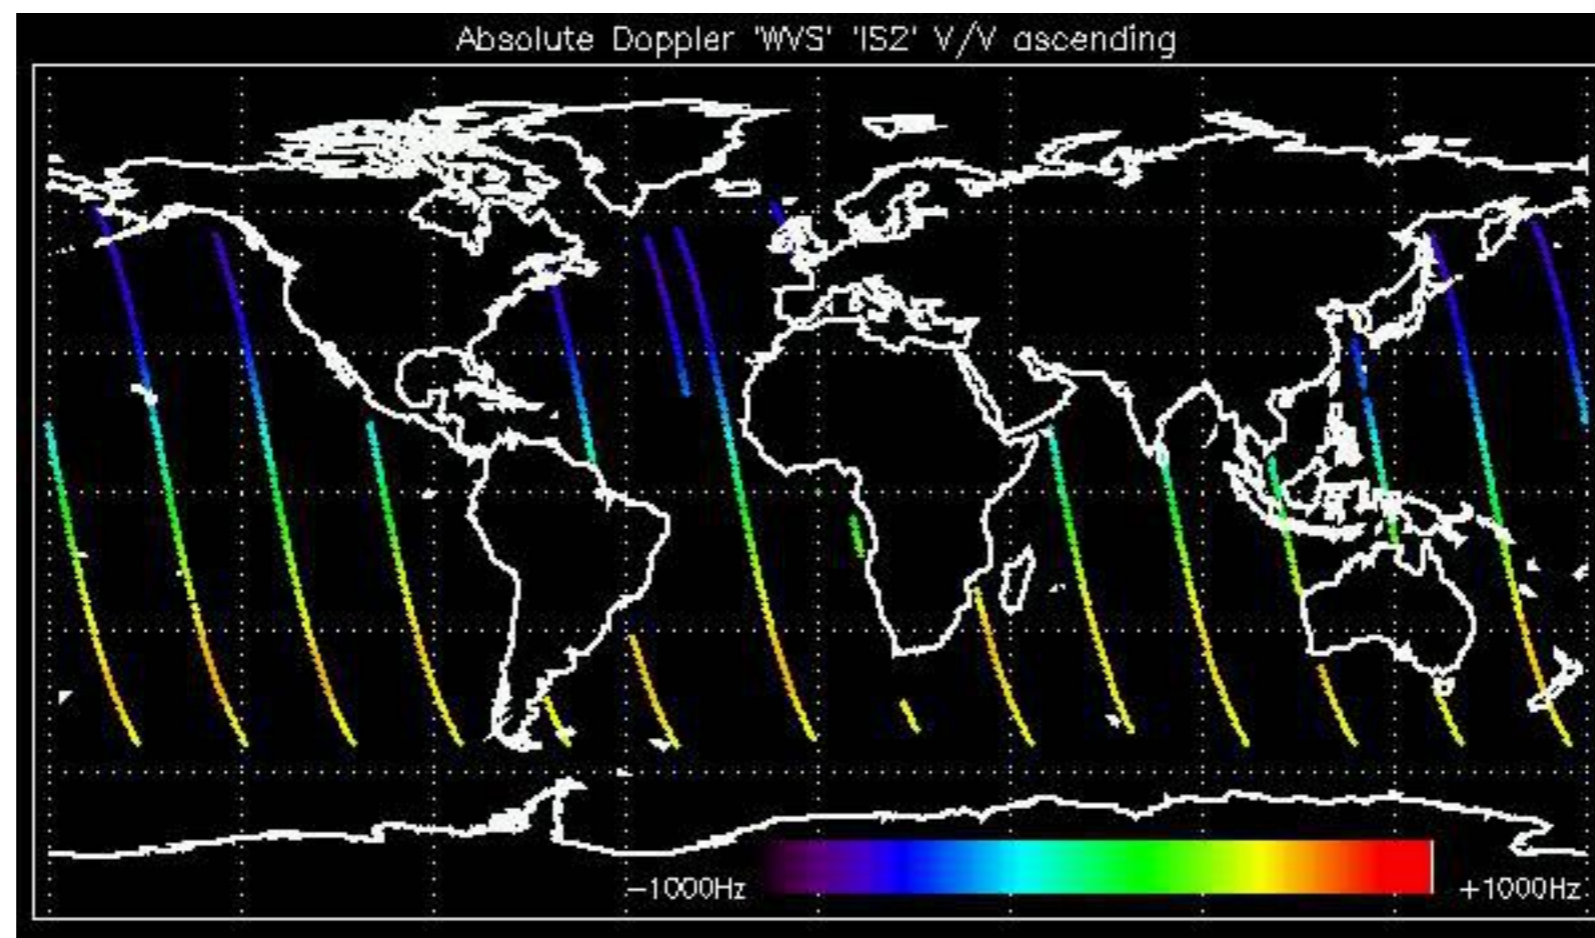 Absolute Doppler 'WVS' 'IS2' V/V ascending
-1000Hz +1000Hz